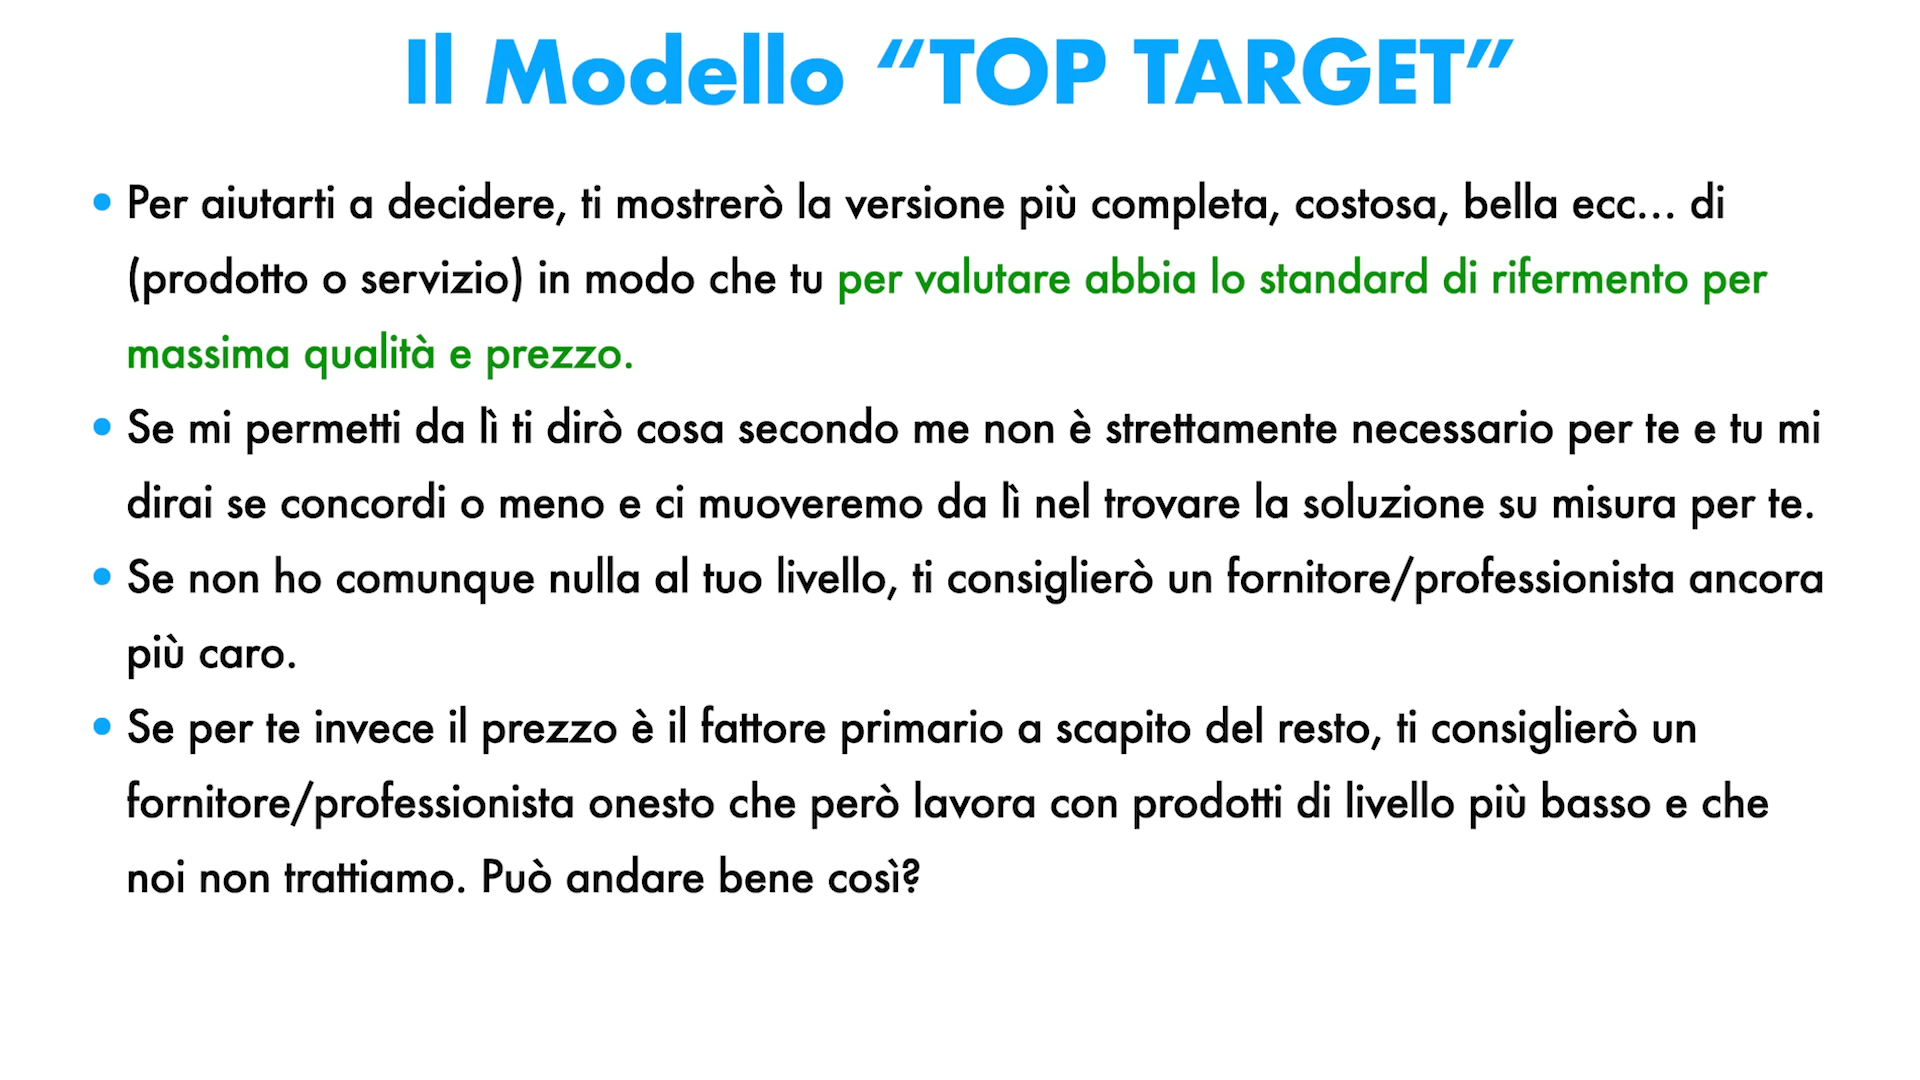 Il Modello “TOP TARGET”
• Per aiutarti a decidere, ti mostrerò la versione più completa, costosa, bella ecc... di
(prodotto o servizio) in modo che tu per valutare abbia lo standard di rifermento per
massima qualità e prezzo.
• Se mi permetti da lì ti dirò cosa secondo me non è strettamente necessario per te e tu mi
dirai se concordi o meno e ci muoveremo da lì nel trovare la soluzione su misura per te.
• Se non ho comunque nulla al tuo livello, ti consiglierò un fornitore/professionista ancora
più caro.
• Se per te invece il prezzo è il fattore primario a scapito del resto, ti consiglierò un
fornitore/professionista onesto che però lavora con prodotti di livello più basso e che
noi non trattiamo. Può andare bene così?